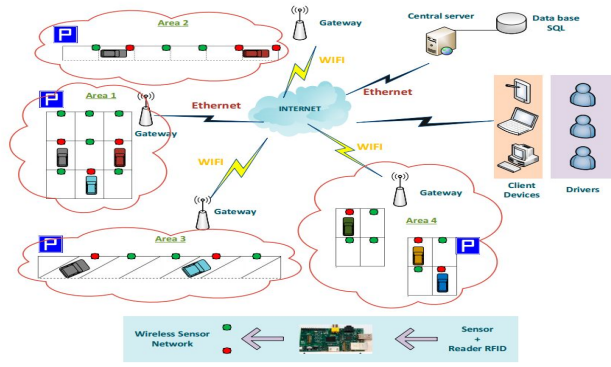 Area 2
P
Gateway
Central server
Data base
SQL
WIFI
P
Area 1
Ethernet
Ethernet
INTERNET
Gateway
WIFI
WIFI
Client
Devices
Drivers
Gateway
Gateway
P
Area 3
Area 4
P
Wireless Sensor
Network
Sensor
+
Reader RFID